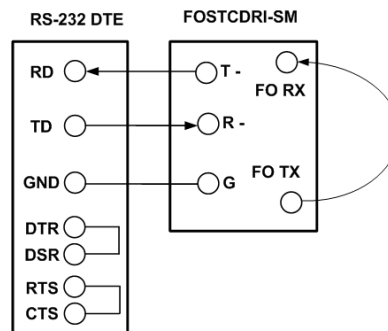 RS-232 DTE
FOSTCDRI-SM
RD
T -
FO RX
TD
R -
GND
G
FO TX
DTR
DSR
RTS
CTS